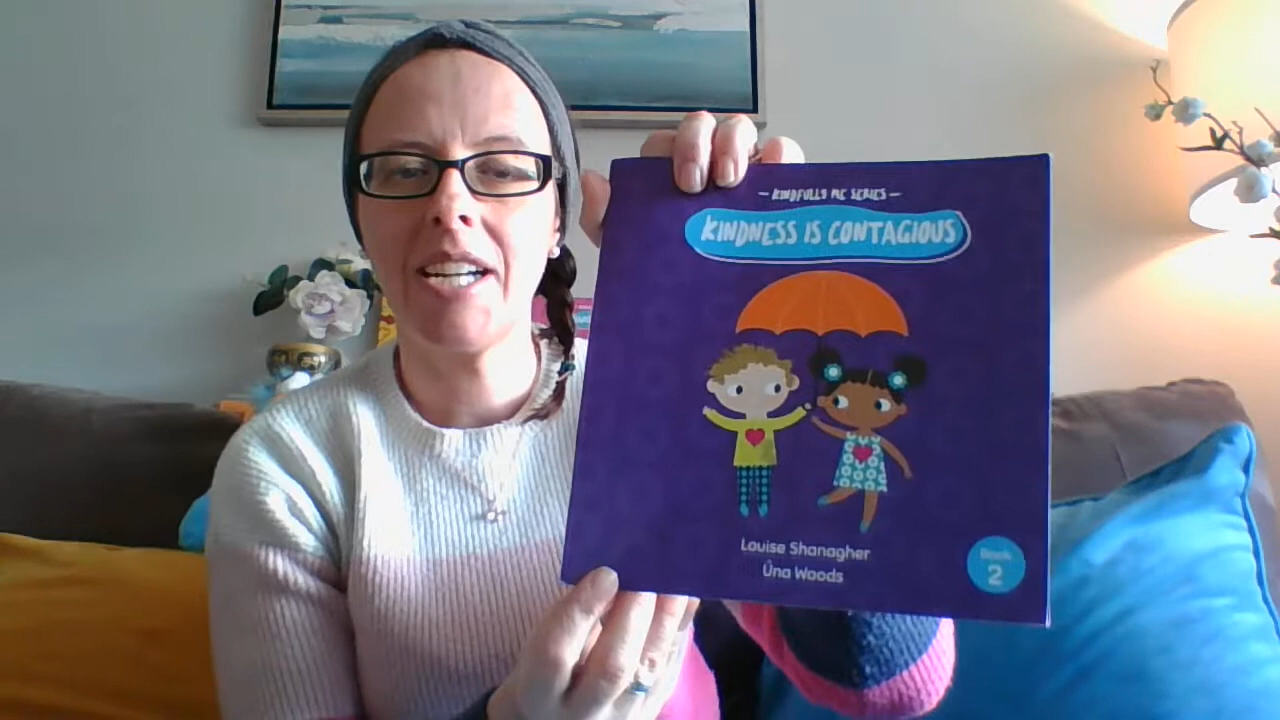 — KINDFULLY ME SERIES —
KINDNESS IS CONTAGIOUS
Louise Shanagher
Úna Woods
Book
2